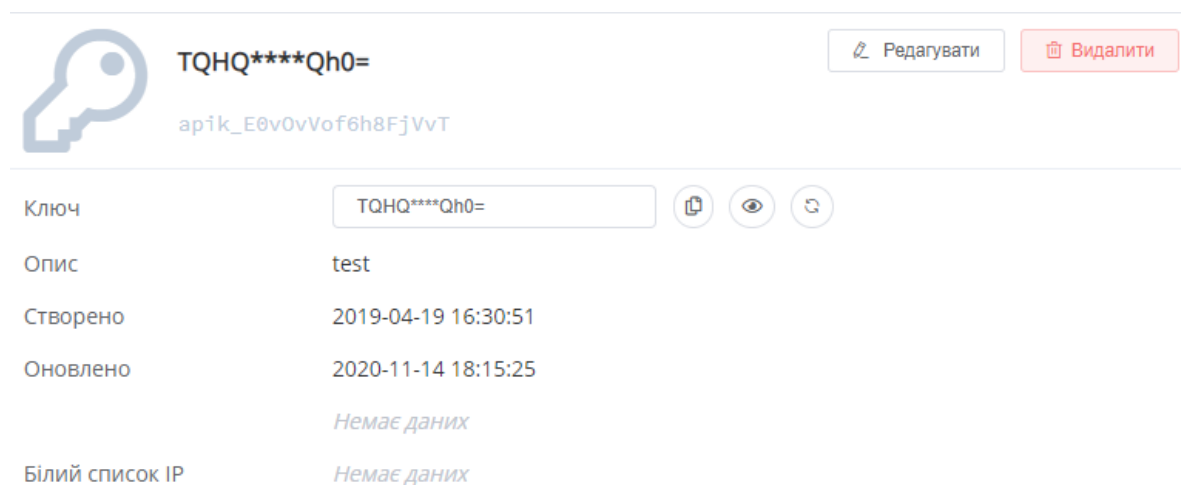 TQHQ****Qh0=
Редагувати
Видалити
apik_E0vOvVof6h8FjVvT
Ключ TQHQ****Qh0=
Опис test
Створено 2019-04-19 16:30:51
Оновлено 2020-11-14 18:15:25
Немає даних
Білий список IP Немає даних